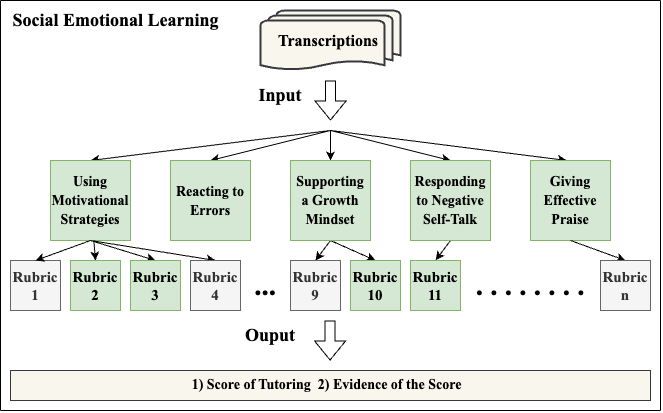 Social Emotional Learning
Transcriptions
Input
Using
Motivational
Strategies
Reacting to
Errors
Supporting
a Growth
Mindset
Responding
to Negative
Self-Talk
Giving
Effective
Praise
Rubric
1
Rubric
2
Rubric
3
Rubric
4
...
Rubric
9
Rubric
10
Rubric
11
. . . . . . . .
Rubric
n
Ouput
1) Score of Tutoring 2) Evidence of the Score